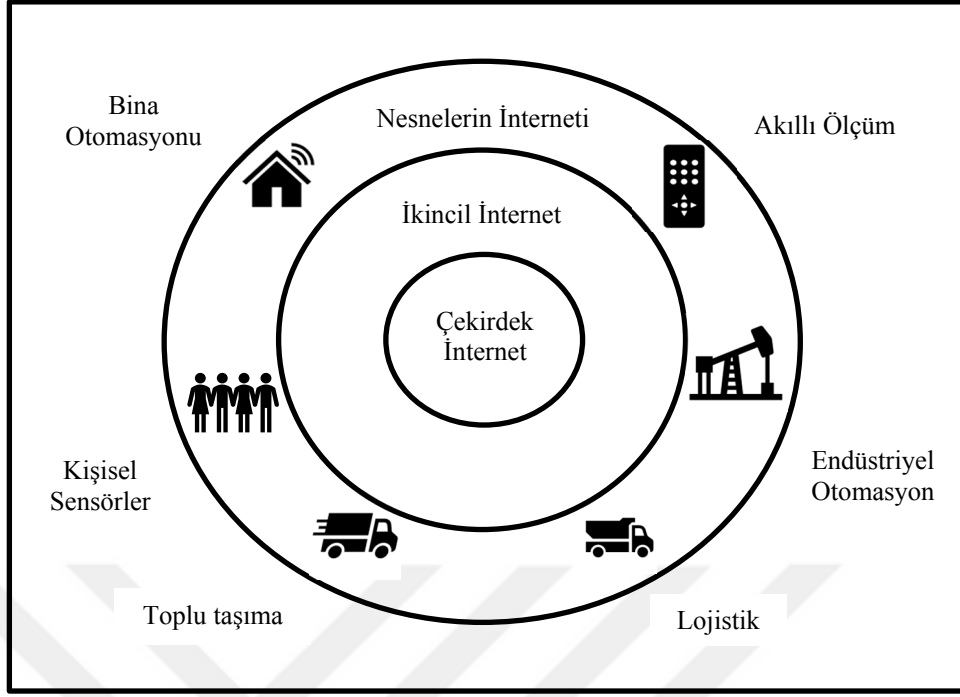 Bina
Otomasyonu
Nesnelerin İnterneti
Akıllı Ölçüm
İkincil İnternet
Çekirdek
İnternet
Kişisel
Sensörler
Endüstriyel
Otomasyon
Toplu taşıma
Lojistik